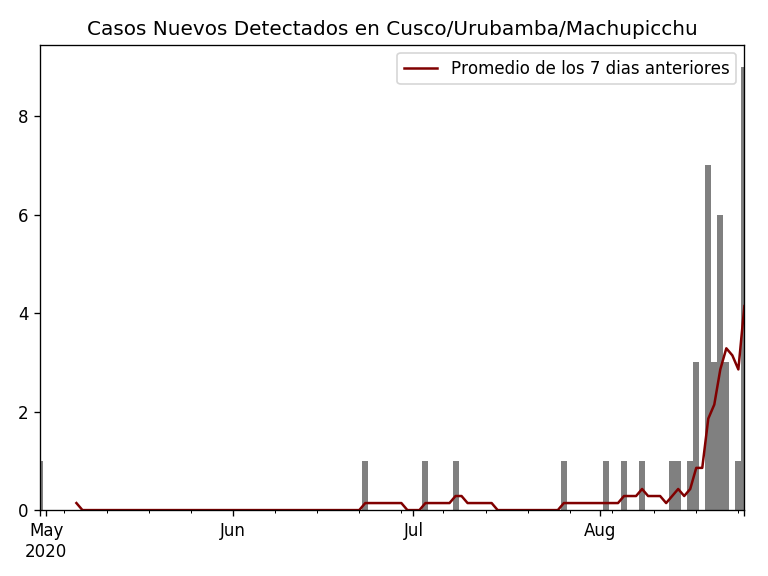 Casos Nuevos Detectados en Cusco/Urubamba/Machupicchu
Promedio de los 7 dias anteriores
8
6
4
2
0
May Jun Jul Aug
2020